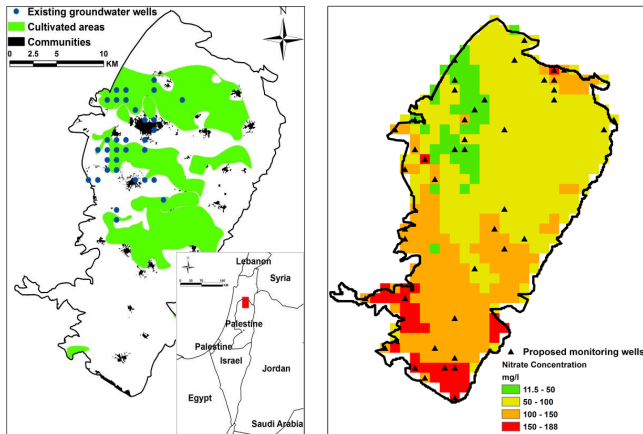 Existing groundwater wells
Cultivated areas
Communities
0 2.5 5 10
KM
N
Lebanon
Syria
Palestine
Palestine
Israel
Jordan
Egypt
Saudi Arabia
KM
Proposed monitoring wells
Nitrate Concentration
mg/l
11.5 - 50
50 - 100
100 - 150
150 - 188